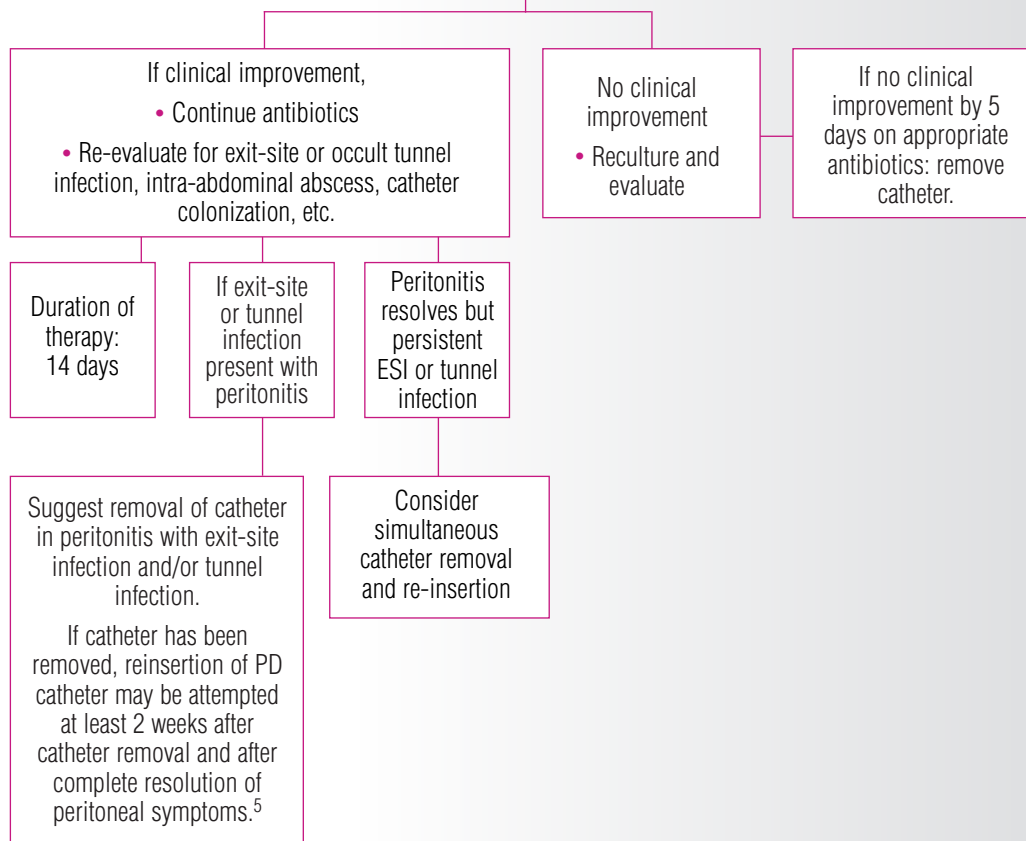 If clinical improvement,
• Continue antibiotics
• Re-evaluate for exit-site or occult tunnel
infection, intra-abdominal abscess, catheter
colonization, etc.
No clinical
improvement
• Reculture and
evaluate
If no clinical
improvement by 5
days on appropriate
antibiotics: remove
catheter.
Duration of
therapy:
14 days
If exit-site
or tunnel
infection
present with
peritonitis
Peritonitis
resolves but
persistent
ESI or tunnel
infection
Suggest removal of catheter
in peritonitis with exit-site
infection and/or tunnel
infection.
If catheter has been
removed, reinsertion of PD
catheter may be attempted
at least 2 weeks after
catheter removal and after
complete resolution of
peritoneal symptoms.5
Consider
simultaneous
catheter removal
and re-insertion